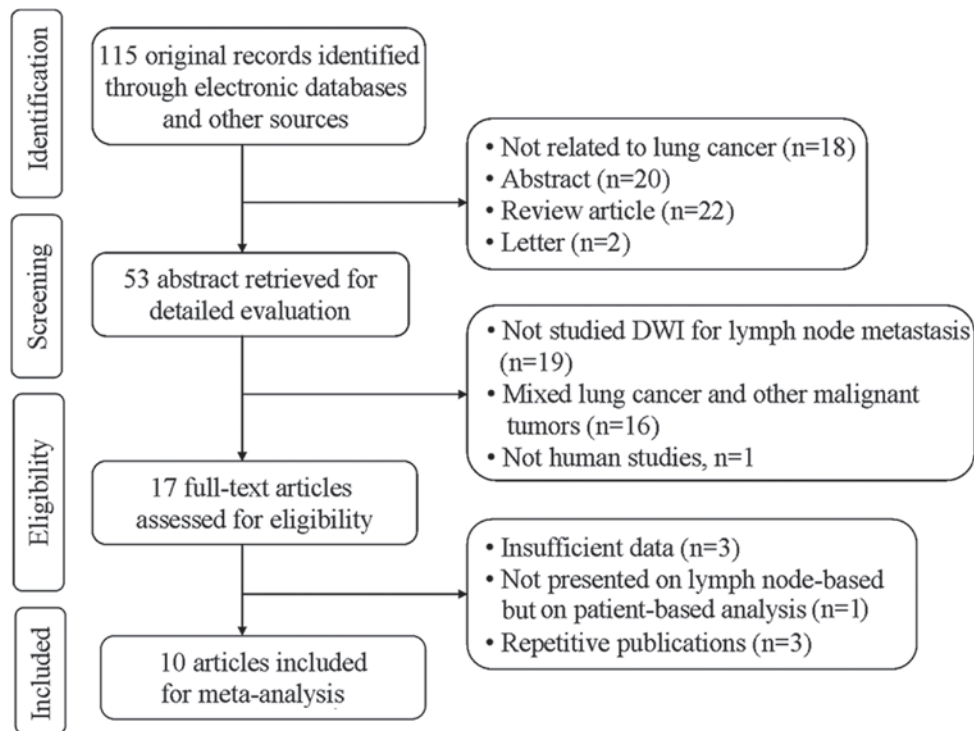 Identification
115 original records identified
through electronic databases
and other sources
• Not related to lung cancer (n=18)
• Abstract (n=20)
• Review article (n=22)
• Letter (n=2)
Screening
53 abstract retrieved for
detailed evaluation
• Not studied DWI for lymph node metastasis
(n=19)
• Mixed lung cancer and other malignant
tumors (n=16)
• Not human studies, n=1
Eligibility
17 full-text articles
assessed for eligibility
• Insufficient data (n=3)
• Not presented on lymph node-based
but on patient-based analysis (n=1)
• Repetitive publications (n=3)
Included
10 articles included
for meta-analysis